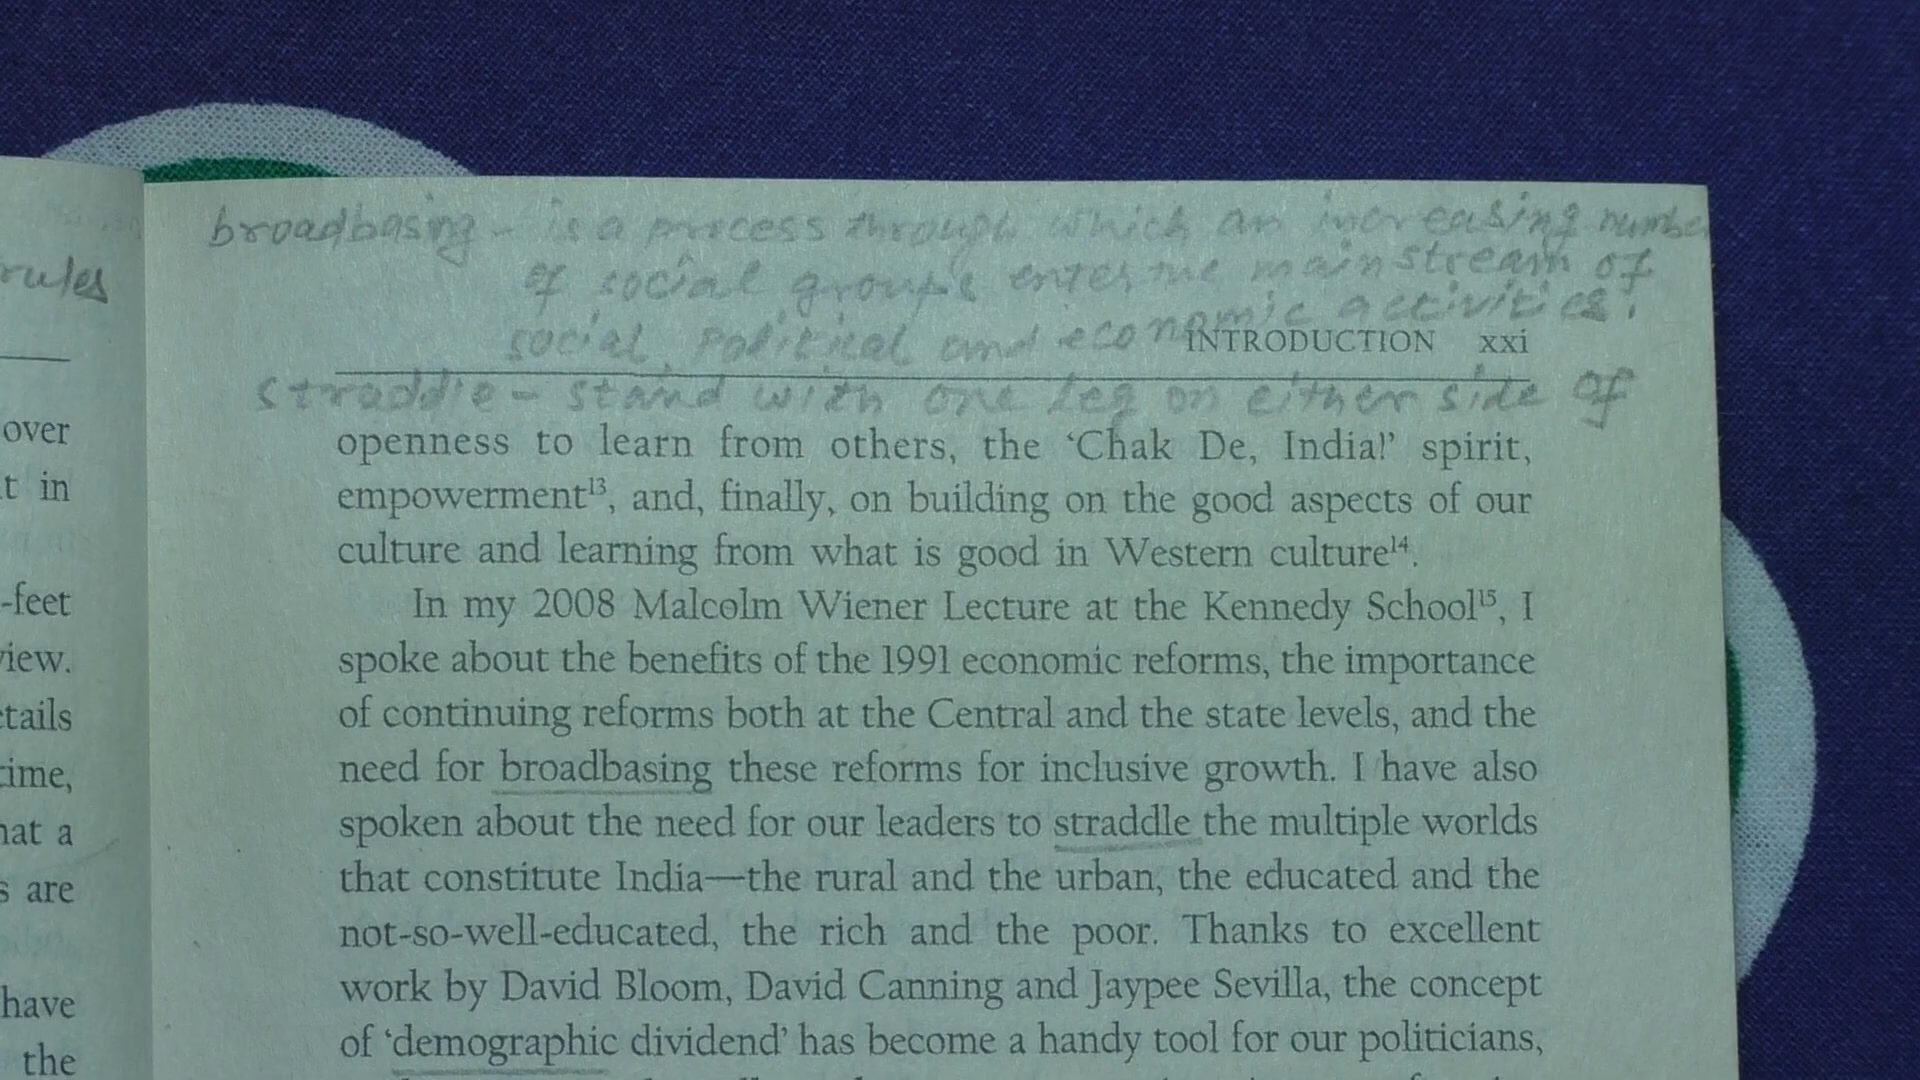 rules
over
t in
-feet
view.
tails
time,
hat a
s are
have
the
broadbasing - is a process through which an increasing number
of social groups enter the mainstream of
social, political and economic activities.
INTRODUCTION xxi
straddle - stand with one leg on either side of
openness to learn from others, the ‘Chak De, India!’ spirit,
empowerment¹³, and, finally, on building on the good aspects of our
culture and learning from what is good in Western culture¹⁴.
In my 2008 Malcolm Wiener Lecture at the Kennedy School¹⁵, I
spoke about the benefits of the 1991 economic reforms, the importance
of continuing reforms both at the Central and the state levels, and the
need for broadbasing these reforms for inclusive growth. I have also
spoken about the need for our leaders to straddle the multiple worlds
that constitute India—the rural and the urban, the educated and the
not-so-well-educated, the rich and the poor. Thanks to excellent
work by David Bloom, David Canning and Jaypee Sevilla, the concept
of ‘demographic dividend’ has become a handy tool for our politicians,